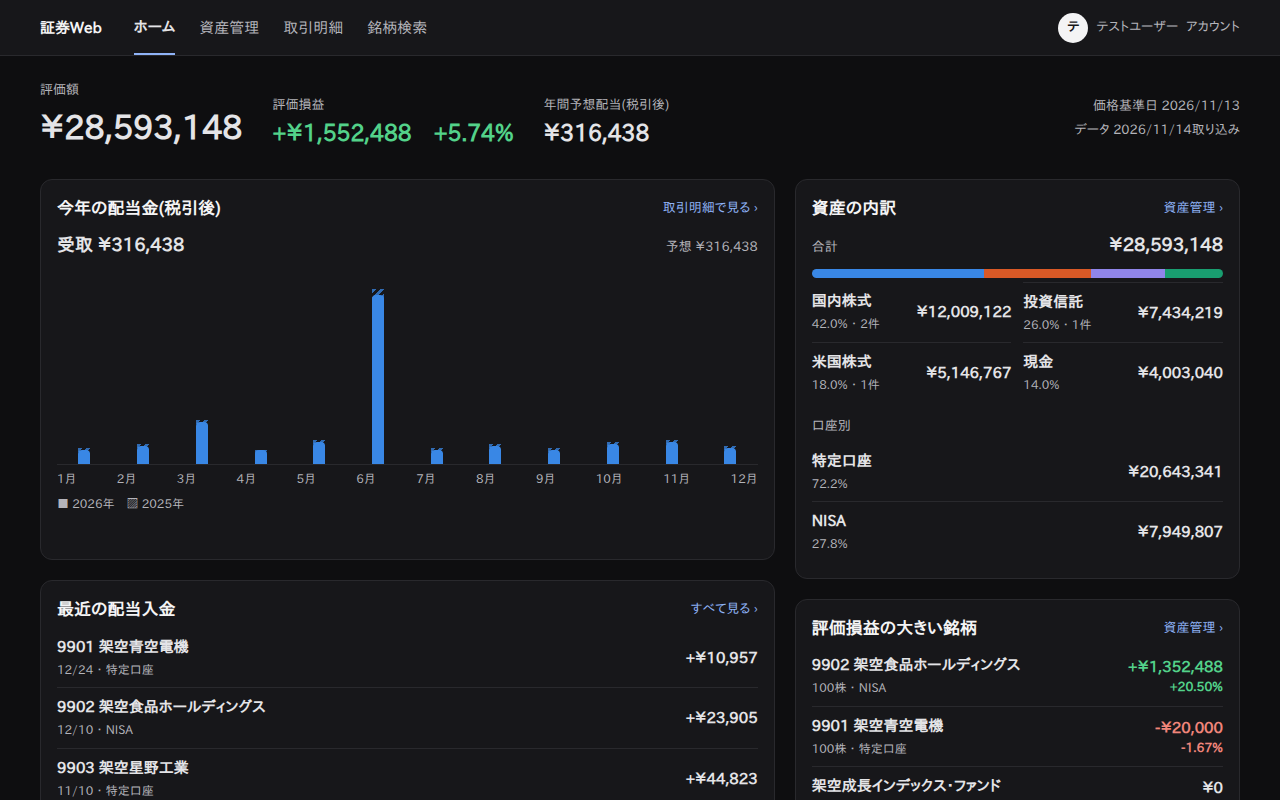 証券Web ホーム 資産管理 取引明細 銘柄検索 テ テストユーザー アカウント
評価額
¥28,593,148
評価損益
+¥1,552,488 +5.74%
年間予想配当(税引後)
¥316,438
価格基準日 2026/11/13
データ 2026/11/14取り込み
今年の配当金(税引後) 取引明細で見る ›
受取 ¥316,438 予想 ¥316,438
1月 2月 3月 4月 5月 6月 7月 8月 9月 10月 11月 12月
2026年 2025年
最近の配当入金 すべて見る ›
9901 架空青空電機 +¥10,957
12/24・特定口座
9902 架空食品ホールディングス +¥23,905
12/10・NISA
9903 架空星野工業 +¥44,823
11/10・特定口座
資産の内訳 資産管理 ›
合計 ¥28,593,148
国内株式 ¥12,009,122
42.0%・2件
投資信託 ¥7,434,219
26.0%・1件
米国株式 ¥5,146,767
18.0%・1件
現金 ¥4,003,040
14.0%
口座別
特定口座 ¥20,643,341
72.2%
NISA ¥7,949,807
27.8%
評価損益の大きい銘柄 資産管理 ›
9902 架空食品ホールディングス +¥1,352,488
100株・NISA +20.50%
9901 架空青空電機 -¥20,000
100株・特定口座 -1.67%
架空成長インデックス・ファンド ¥0